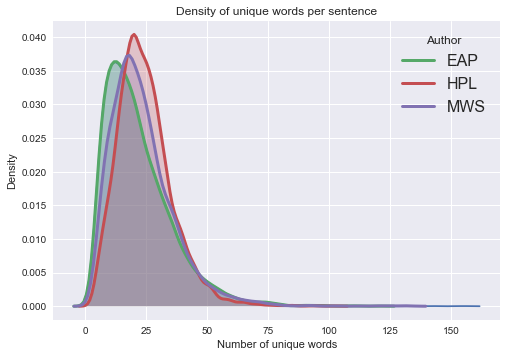 Density of unique words per sentence
Author
EAP
HPL
MWS
Density
0.040
0.035
0.030
0.025
0.020
0.015
0.010
0.005
0.000
0 25 50 75 100 125 150
Number of unique words